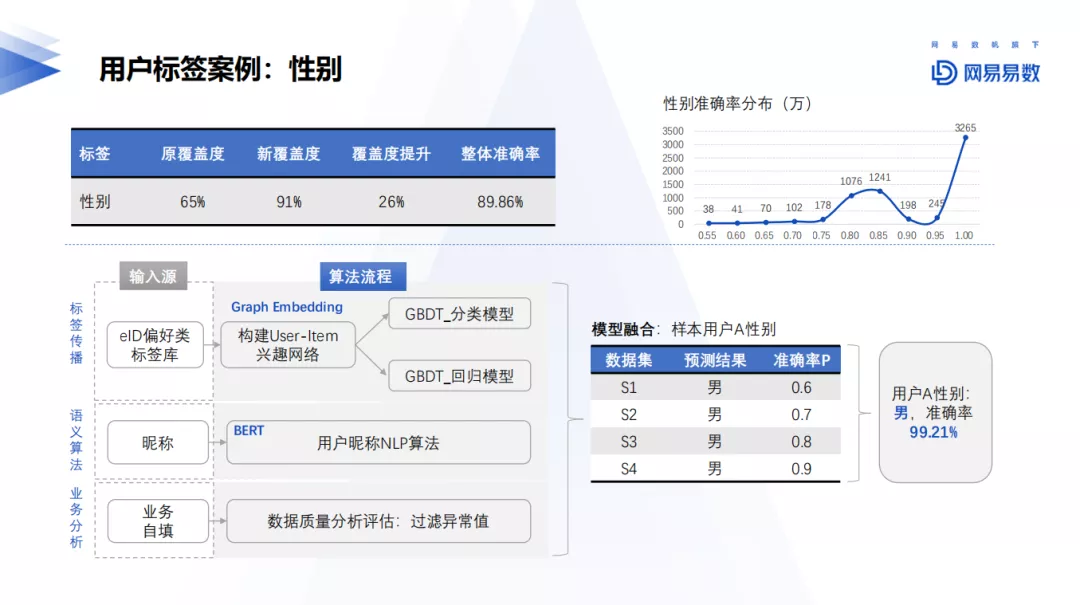 用户标签案例：性别
网易数帆旗下
网易易数
标签 原覆盖度 新覆盖度 覆盖度提升 整体准确率
性别 65% 91% 26% 89.86%
性别准确率分布（万）
3500
3000
2500
2000
1500
1000
500
0
38 41 70 102 178 1076 1241 198 245 3265
0.55 0.60 0.65 0.70 0.75 0.80 0.85 0.90 0.95 1.00
输入源
算法流程
标签传播
eID偏好类
标签库
Graph Embedding
构建User-Item
兴趣网络
GBDT_分类模型
GBDT_回归模型
语义算法
昵称
BERT
用户昵称NLP算法
业务分析
业务
自填
数据质量分析评估：过滤异常值
模型融合：样本用户A性别
数据集 预测结果 准确率P
S1 男 0.6
S2 男 0.7
S3 男 0.8
S4 男 0.9
用户A性别：
男，准确率
99.21%